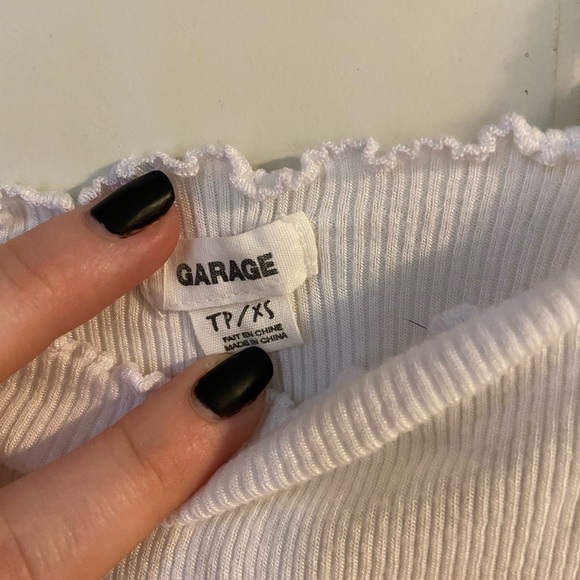 GARAGE
TP/XS
FAIT EN CHINE
MADE IN CHINA